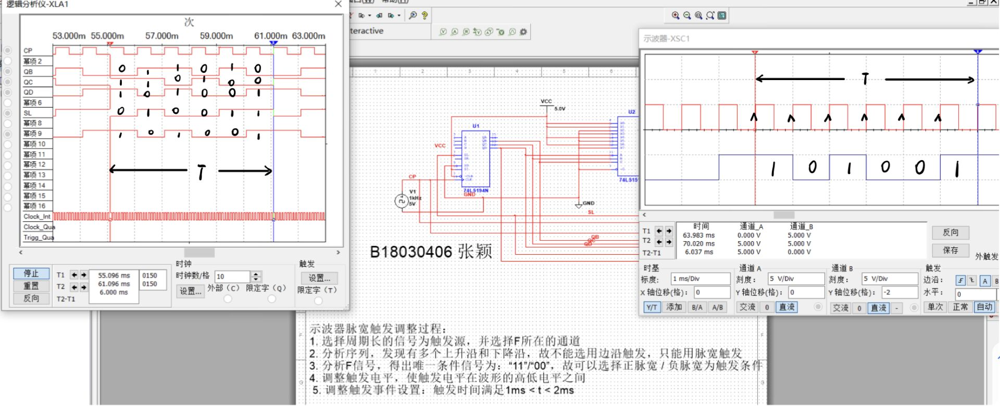 逻辑分析仪-XLA1
次
53.000m 55.000m 57.000m 59.000m 61.000m 63.000m
CP
幂项 2
QB
QC
QD
幂项 6
SL
幂项 8
幂项 9
幂项 10
幂项 11
幂项 12
幂项 13
幂项 14
幂项 15
幂项 16
Clock_Int
Clock_Qua
Trigg_Qua
0 1 1 0 1 0
1 1 0 1 0 0
1 0 1 0 0 1
0 1 0 0 1 1
1 0 1 0 0 1
T
停止
重置
反向
T1
T2
T2-T1
55.096 ms 0150
61.096 ms 0150
6.000 ms
时钟
时钟数/格 10
设置...
外部（C）
限定字（Q）
触发
设置...
限定字（T）
teractive
1 2 3 4 5 6
VCC
5.0V
U1
U2
VCC
CP
V1
1kHz
5V
74LS194N
GND
74LS15
GND
SL
QB
QC
QD
B18030406 张颖
示波器脉宽触发调整过程：
1. 选择周期长的信号为触发源，并选择F所在的通道
2. 分析序列，发现有多个上升沿和下降沿，故不能选用边沿触发，只能用脉宽触发
3. 分析F信号，得出唯一条件信号为：“11”/“00”，故可以选择正脉宽 / 负脉宽为触发条件
4. 调整触发电平，使触发电平在波形的高低电平之间
5. 调整触发事件设置：触发时间满足1ms < t < 2ms
示波器-XSC1
T
1 0 1 0 0 1
T1
T2
T2-T1
时间 通道_A 通道_B
63.983 ms 0.000 V 5.000 V
70.020 ms 5.000 V 5.000 V
6.037 ms 5.000 V 0.000 V
反向
保存
外触发
时基
标度： 1 ms/Div
X 轴位移(格)： 0
Y/T 添加 B/A A/B
通道 A
刻度： 5 V/Div
Y 轴位移(格)： 0
交流 0 直流
通道 B
刻度： 5 V/Div
Y 轴位移(格)： -2
交流 0 直流 -
触发
边沿： A B
水平： 0
单次 正常 自动